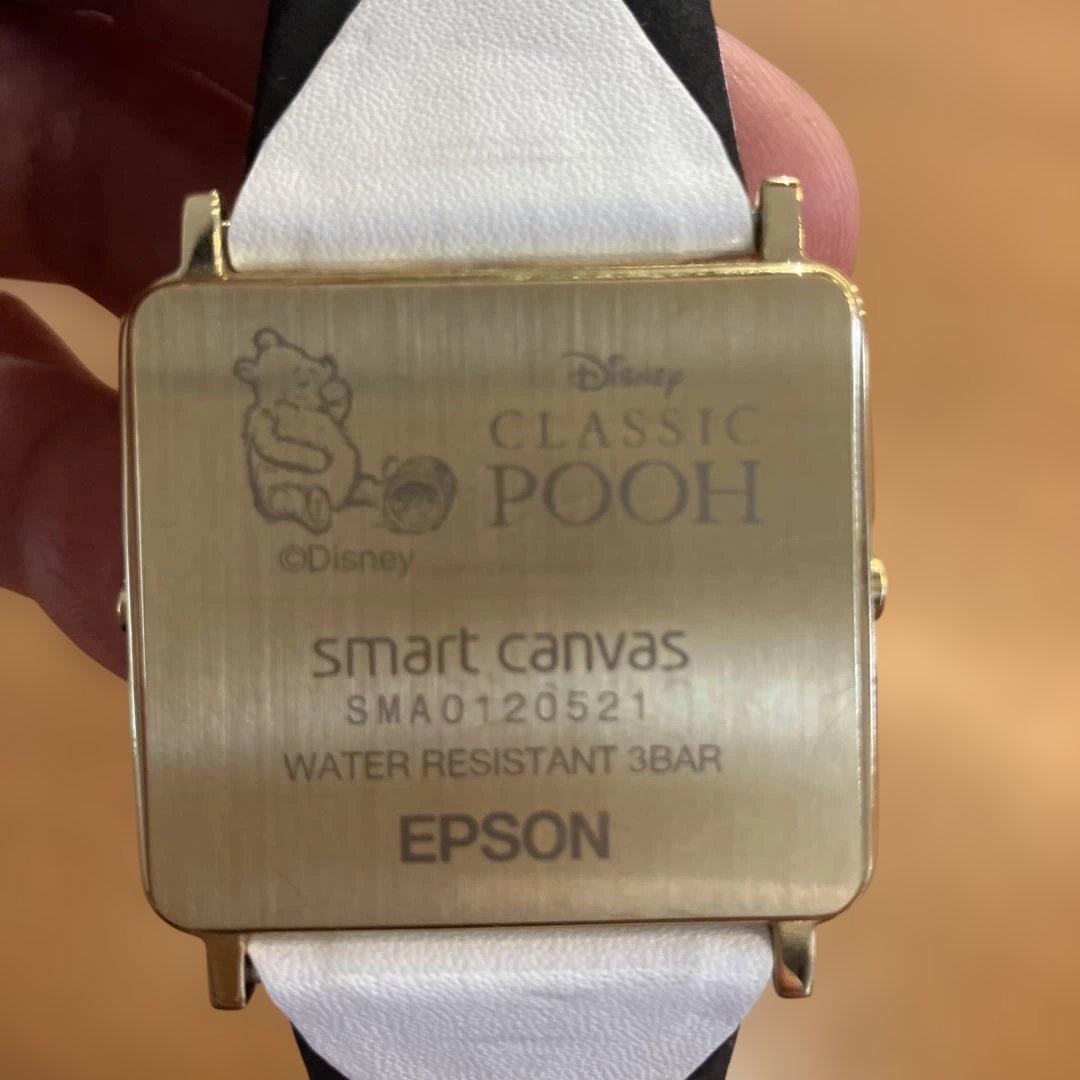 Disney
CLASSIC
POOH
©Disney
smart canvas
SMA0120521
WATER RESISTANT 3BAR
EPSON